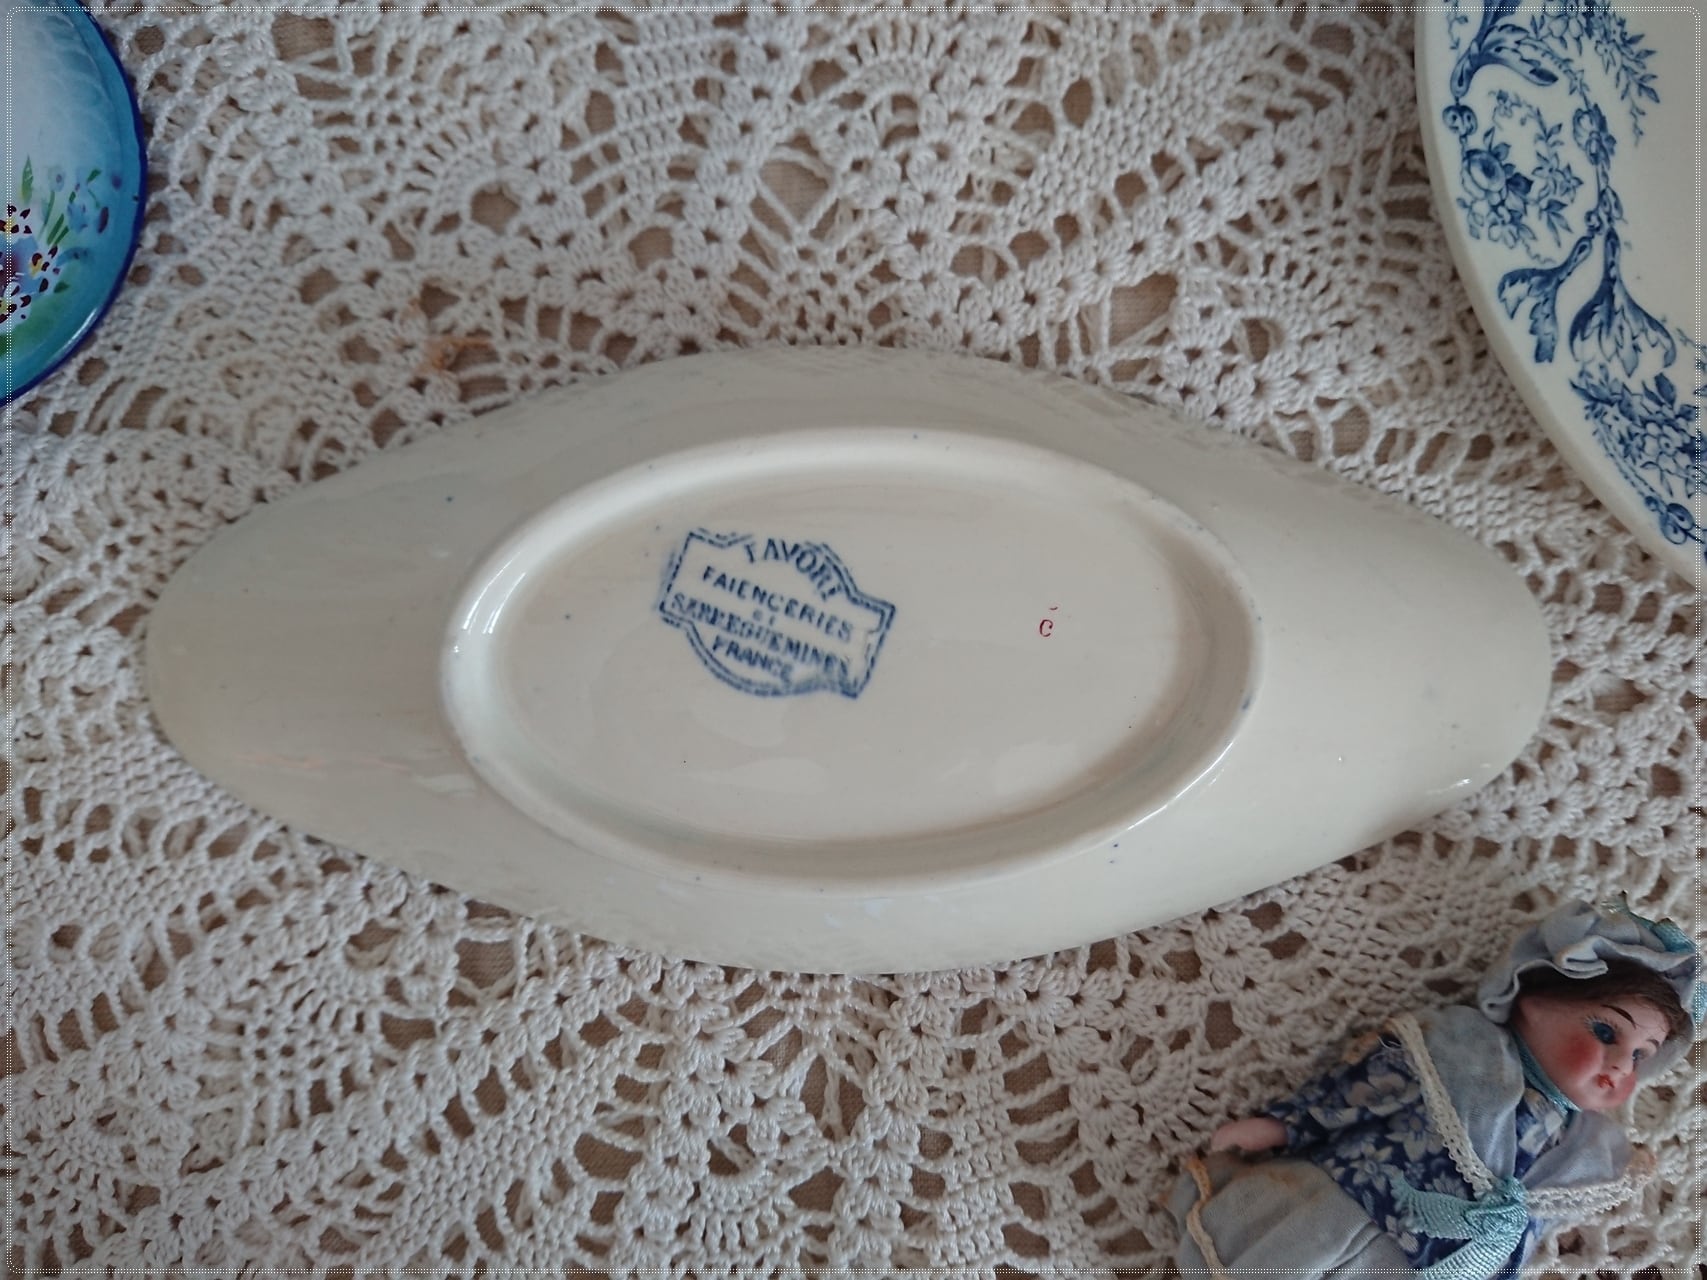 FAVORI
FAIENCERIES
ET
SARREGUEMINES
FRANCE
C